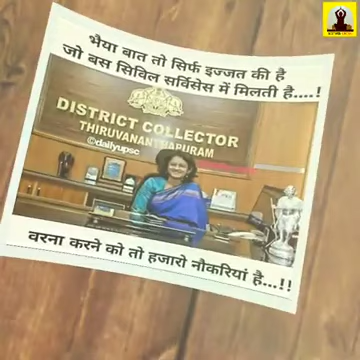 भैया बात तो सिर्फ इज्जत की है
जो बस सिविल सर्विसेस में मिलती है....!
DISTRICT COLLECTOR
THIRUVANANTHAPURAM
©dailyupsc
वरना करने को तो हजारो नौकरियां है...!!